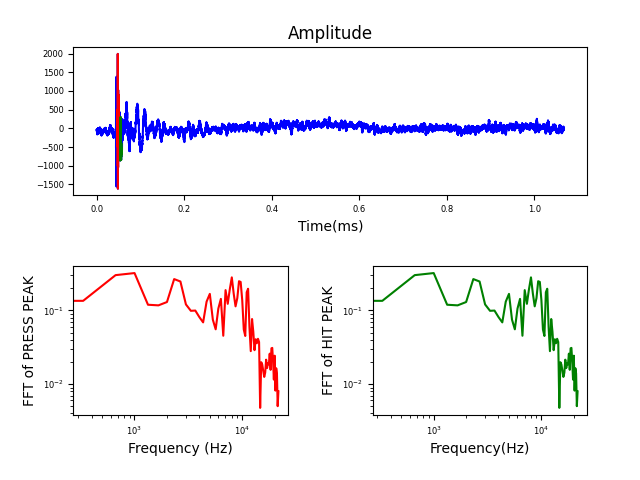 Amplitude
2000
1500
1000
500
0
−500
−1000
−1500
0.0 0.2 0.4 0.6 0.8 1.0
Time(ms)
FFT of PRESS PEAK
10⁻¹
10⁻²
10³ 10⁴
Frequency (Hz)
FFT of HIT PEAK
10⁻¹
10⁻²
10³ 10⁴
Frequency(Hz)